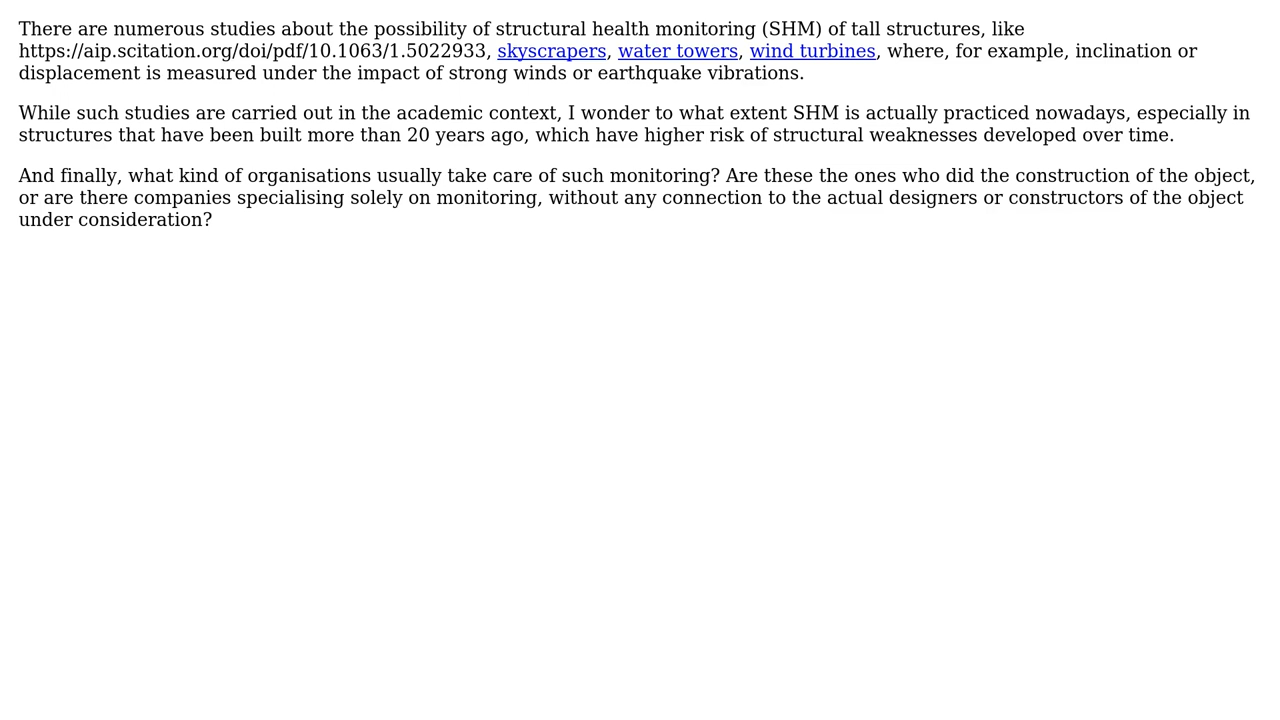 There are numerous studies about the possibility of structural health monitoring (SHM) of tall structures, like
https://aip.scitation.org/doi/pdf/10.1063/1.5022933, skyscrapers, water towers, wind turbines, where, for example, inclination or
displacement is measured under the impact of strong winds or earthquake vibrations.
While such studies are carried out in the academic context, I wonder to what extent SHM is actually practiced nowadays, especially in
structures that have been built more than 20 years ago, which have higher risk of structural weaknesses developed over time.
And finally, what kind of organisations usually take care of such monitoring? Are these the ones who did the construction of the object,
or are there companies specialising solely on monitoring, without any connection to the actual designers or constructors of the object
under consideration?